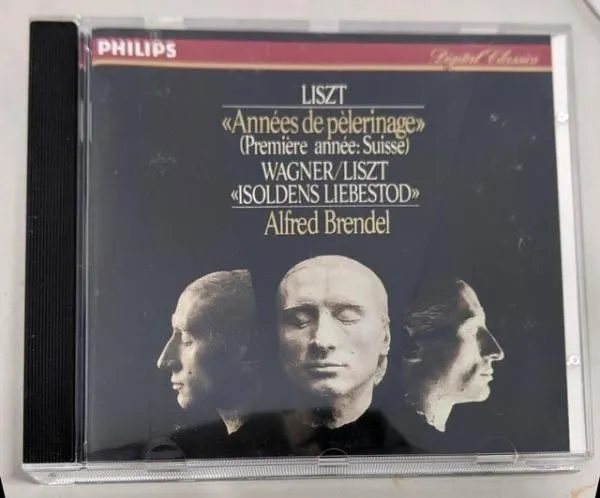 PHILIPS
Digital Classics
LISZT
«Années de pèlerinage»
(Première année: Suisse)
WAGNER/LISZT
«ISOLDENS LIEBESTOD»
Alfred Brendel